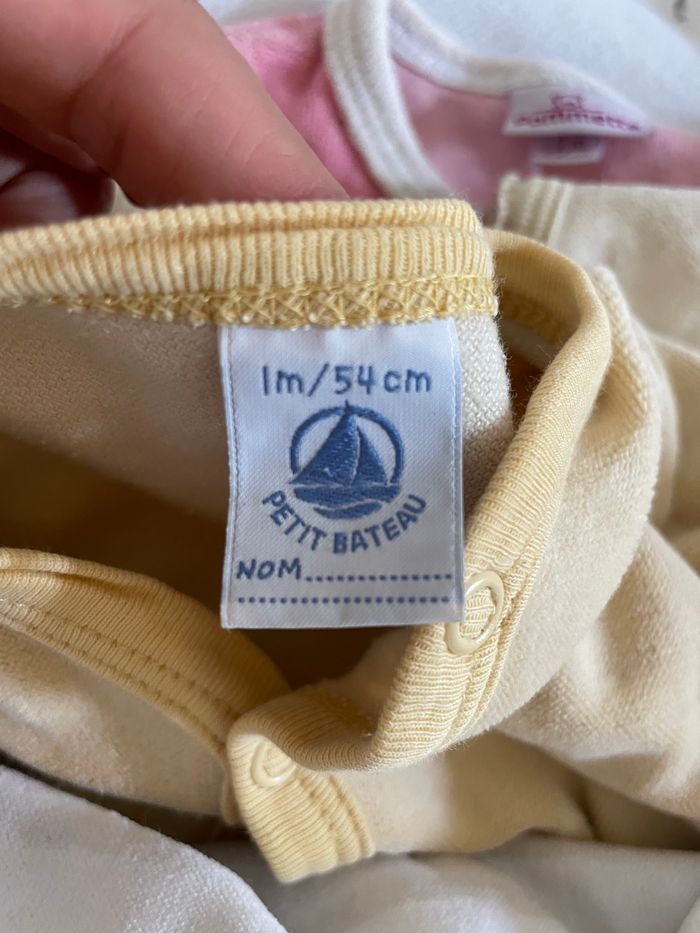 1m/54cm
PETIT BATEAU
NOM....................